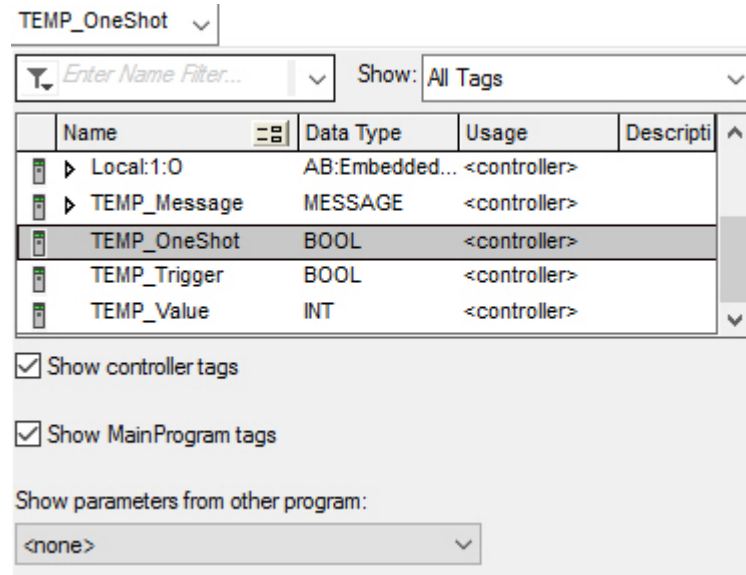 TEMP_OneShot
Enter Name Filter... Show: All Tags
Name Data Type Usage Descripti
Local:1:O AB:Embedded... <controller>
TEMP_Message MESSAGE <controller>
TEMP_OneShot BOOL <controller>
TEMP_Trigger BOOL <controller>
TEMP_Value INT <controller>
Show controller tags
Show MainProgram tags
Show parameters from other program:
<none>